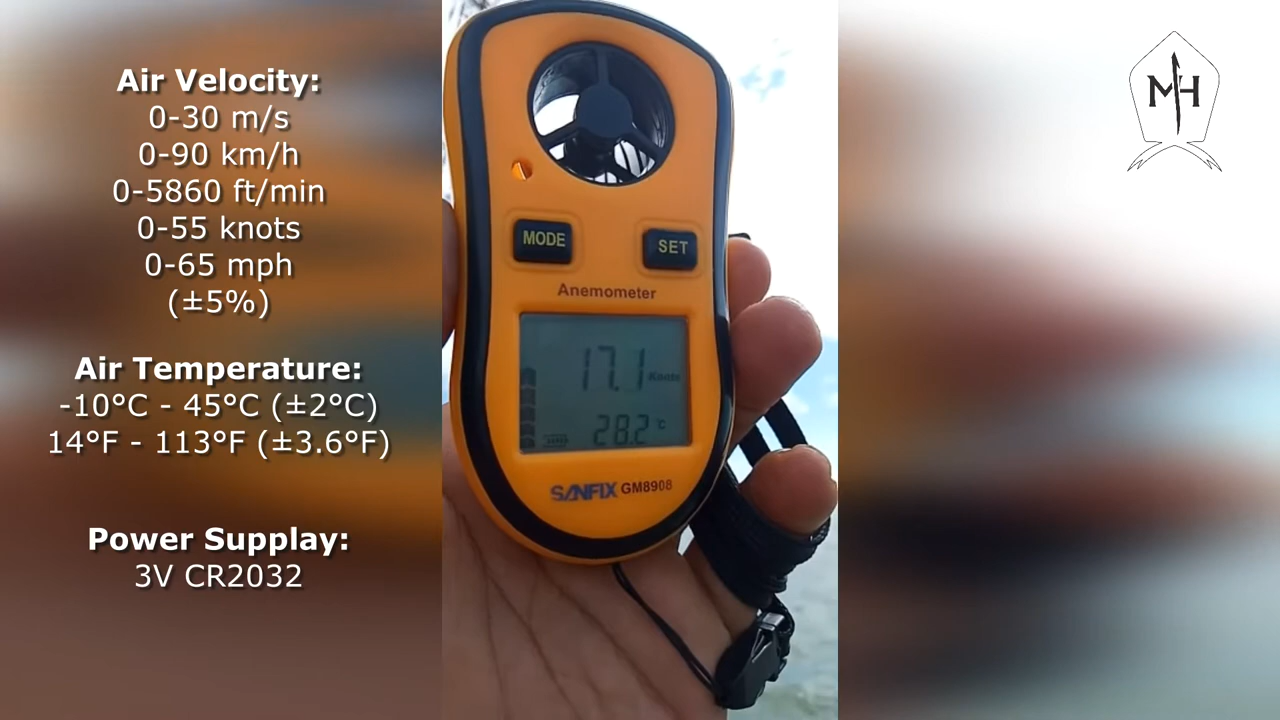 Air Velocity:
0-30 m/s
0-90 km/h
0-5860 ft/min
0-55 knots
0-65 mph
(±5%)
Air Temperature:
-10°C - 45°C (±2°C)
14°F - 113°F (±3.6°F)
Power Supplay:
3V CR2032
MODE
SET
Anemometer
17.1 Knots
28.2 °C
SANFIX GM8908
MH